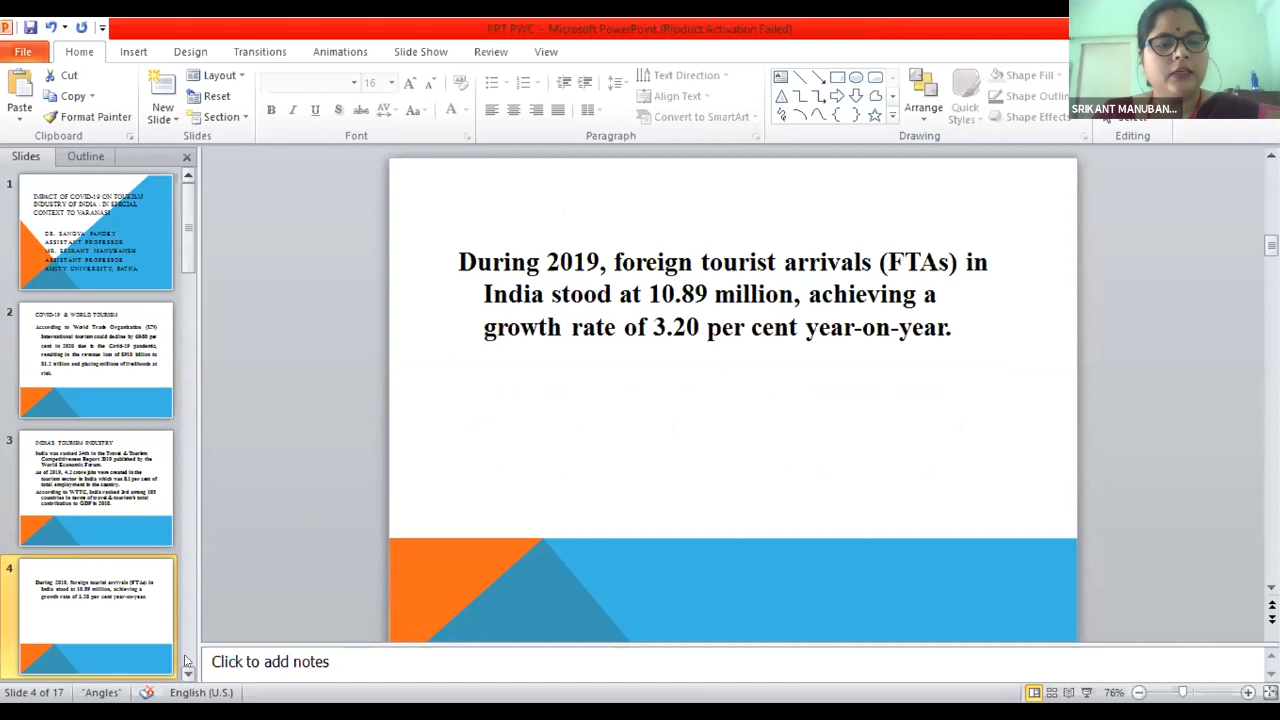 PPT PWC - Microsoft PowerPoint (Product Activation Failed)
File Home Insert Design Transitions Animations Slide Show Review View
SRIKANT MANUBAN...
Paste
Cut
Copy
Format Painter
Clipboard
New Slide
Layout
Reset
Section
Slides
16
Font
Text Direction
Align Text
Convert to SmartArt
Paragraph
Arrange
Quick Styles
Shape Fill
Shape Outlin
Shape Effects
Drawing
Editing
Slides Outline
1
IMPACT OF COVID-19 ON TOURISM
INDUSTRY OF INDIA : IN SPECIAL
CONTEXT TO VARANASI
DR. SANGYA PANDEY
ASSISTANT PROFESSOR
MR. SRIKANT MANUBANSH
ASSISTANT PROFESSOR
AMITY UNIVERSITY, PATNA
2
COVID-19 & WORLD TOURISM
According to World Trade Organization (UN)
International tourism could decline by 60-80 per
cent in 2020 due to the Covid-19 pandemic,
resulting in the revenue loss of $910 billion to
$1.2 trillion and placing millions of livelihoods at
risk.
3
INDIA'S TOURISM INDUSTRY
India was ranked 34th in the Travel & Tourism
Competitiveness Report 2019 published by the
World Economic Forum.
As of 2019, 4.2 crore jobs were created in the
tourism sector in India which was 8.1 per cent of
total employment in the country.
According to WTTC, India ranked 3rd among 185
countries in terms of travel & tourism's total
contribution to GDP in 2018.
4
During 2019, foreign tourist arrivals (FTAs) in
India stood at 10.89 million, achieving a
growth rate of 3.20 per cent year-on-year.
During 2019, foreign tourist arrivals (FTAs) in
India stood at 10.89 million, achieving a
growth rate of 3.20 per cent year-on-year.
Click to add notes
Slide 4 of 17 "Angles" English (U.S.) 76%